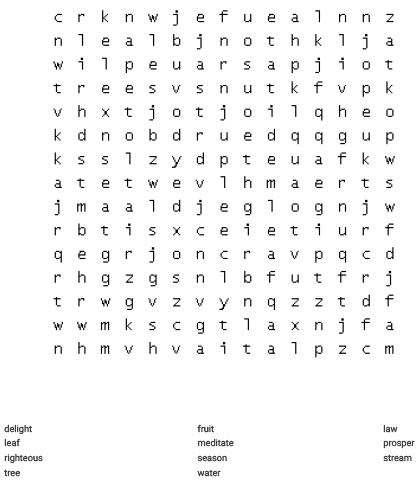 c r k n w j e f u e a l n n z
n l e a l b j n o t h k l j a
w i l p e u a r s a p j i o t
t r e e s v s n u t k f v p k
v h x t j o t j o i l q h e o
k d n o b d r u e d q q g u p
k s s l z y d p t e u a f k w
a t e t w e v l h m a e r t s
j m a a l d j e g l o g n j w
r b t i s x c e i e t i u r f
q e g r j o n c r a v p q c d
r h g z g s n l b f u t f r j
t r w g v z v y n q z z t d f
w w m k s c g t l a x n j f a
n h m v h v a i t a l p z c m
delight fruit law
leaf meditate prosper
righteous season stream
tree water